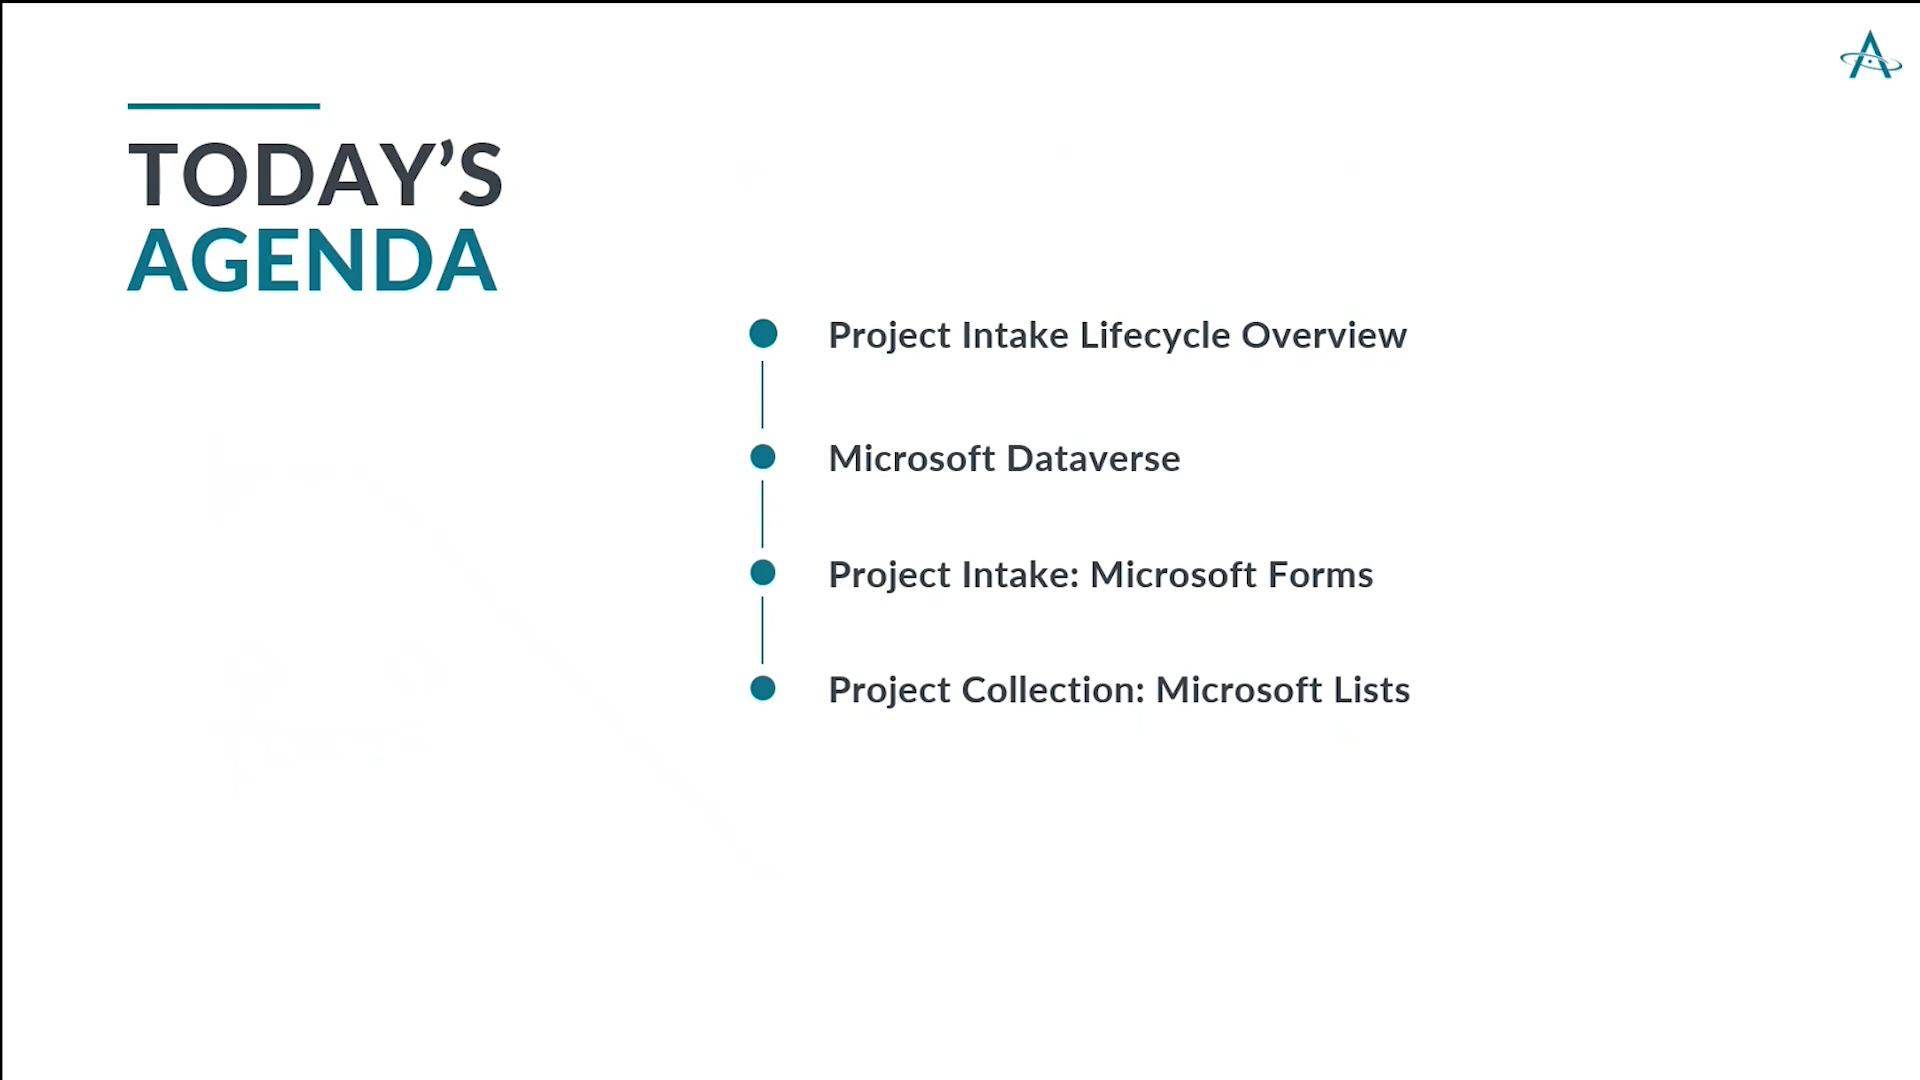 TODAY’S
AGENDA
Project Intake Lifecycle Overview
Microsoft Dataverse
Project Intake: Microsoft Forms
Project Collection: Microsoft Lists